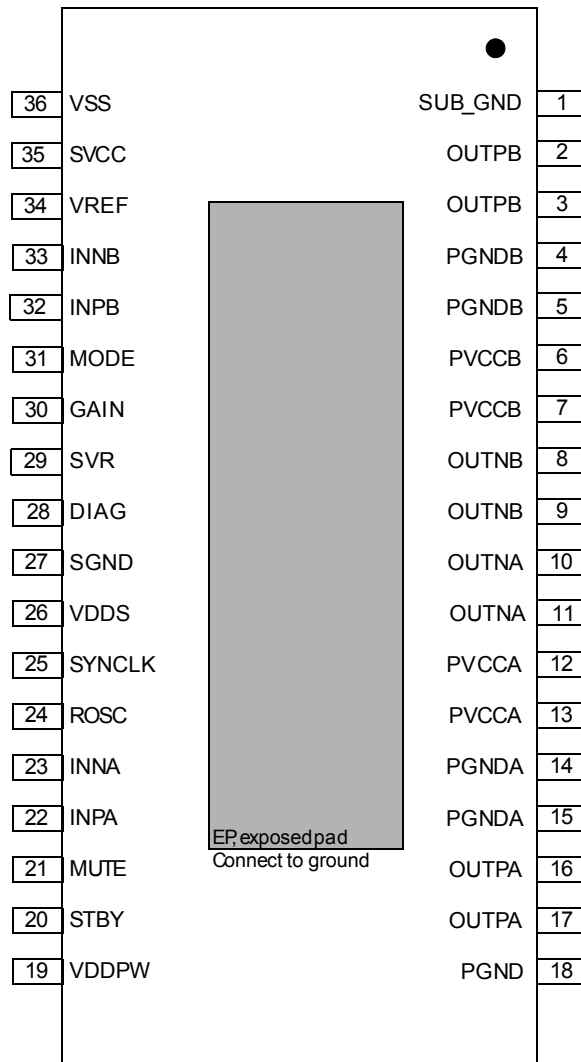 36 VSS SUB_GND 1
35 SVCC OUTPB 2
34 VREF OUTPB 3
33 INNB PGNDB 4
32 INPB PGNDB 5
31 MODE PVCCB 6
30 GAIN PVCCB 7
29 SVR OUTNB 8
28 DIAG OUTNB 9
27 SGND OUTNA 10
26 VDDS OUTNA 11
25 SYNCLK PVCCA 12
24 ROSC PVCCA 13
23 INNA PGNDA 14
22 INPA PGNDA 15
EP, exposed pad
Connect to ground
21 MUTE OUTPA 16
20 STBY OUTPA 17
19 VDDPW PGND 18